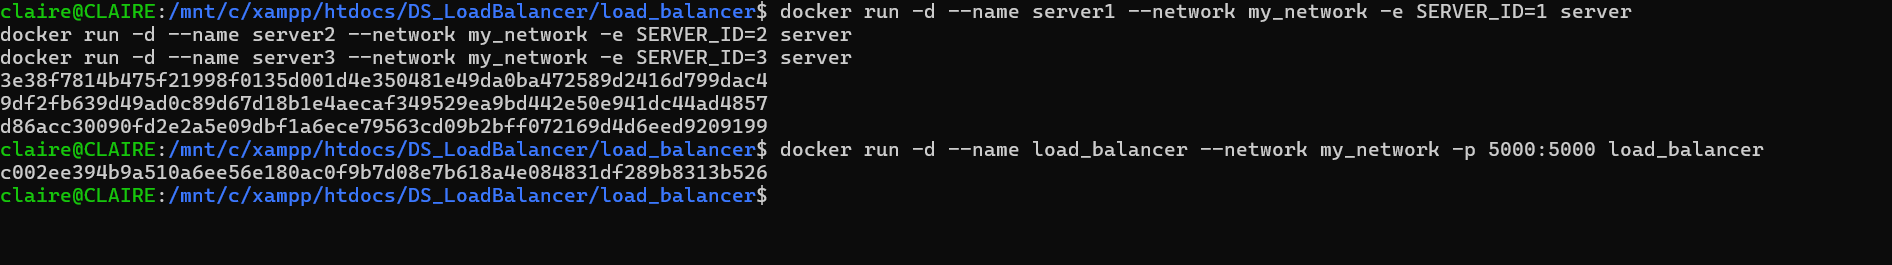 claire@CLAIRE:/mnt/c/xampp/htdocs/DS_LoadBalancer/load_balancer$ docker run -d --name server1 --network my_network -e SERVER_ID=1 server
docker run -d --name server2 --network my_network -e SERVER_ID=2 server
docker run -d --name server3 --network my_network -e SERVER_ID=3 server
3e38f7814b475f21998f0135d001d4e350481e49da0ba472589d2416d799dac4
9df2fb639d49ad0c89d67d18b1e4aecaf349529ea9bd442e50e941dc44ad4857
d86acc30090fd2e2a5e09dbf1a6ece79563cd09b2bff072169d4d6eed9209199
claire@CLAIRE:/mnt/c/xampp/htdocs/DS_LoadBalancer/load_balancer$ docker run -d --name load_balancer --network my_network -p 5000:5000 load_balancer
c002ee394b9a510a6ee56e180ac0f9b7d08e7b618a4e084831df289b8313b526
claire@CLAIRE:/mnt/c/xampp/htdocs/DS_LoadBalancer/load_balancer$